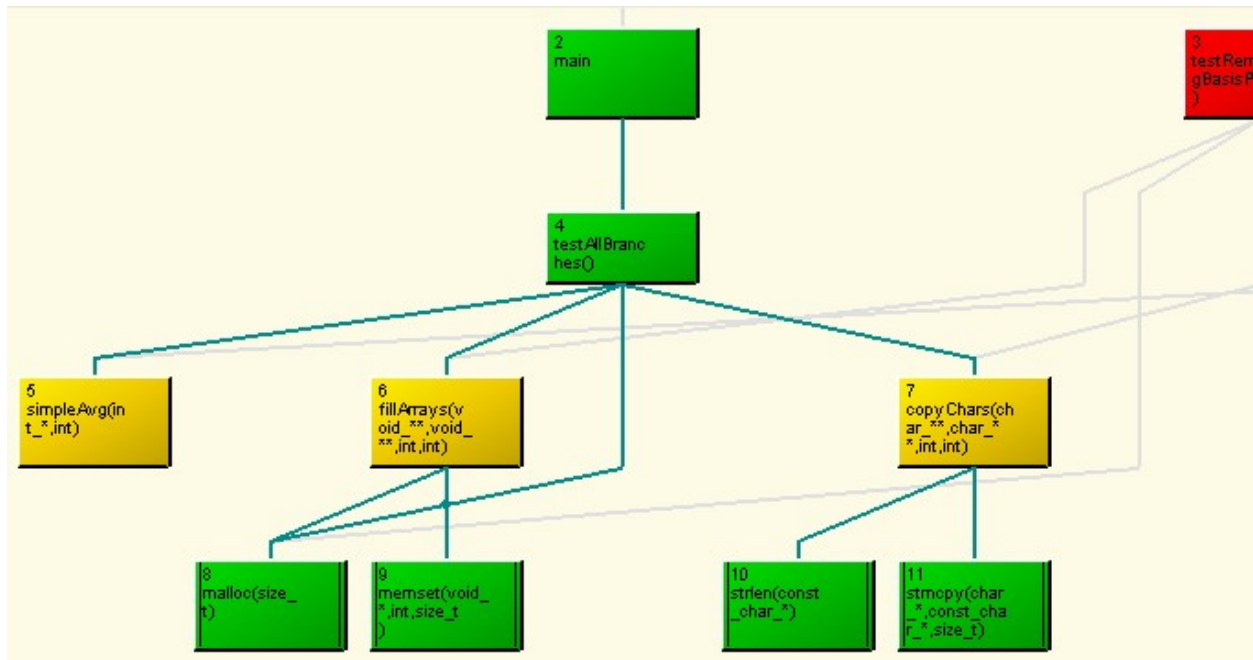 2
main
3
testRem
gBasisP
)
4
testAllBranc
hes()
5
simpleAvg(in
t_*,int)
6
fillArrays(v
oid_**,void_
**,int,int)
7
copyChars(ch
ar_**,char_*
*,int,int)
8
malloc(size_
t)
9
memset(void_
*,int,size_t
)
10
strlen(const
_char_*)
11
strncpy(char
_*,const_cha
r_*,size_t)